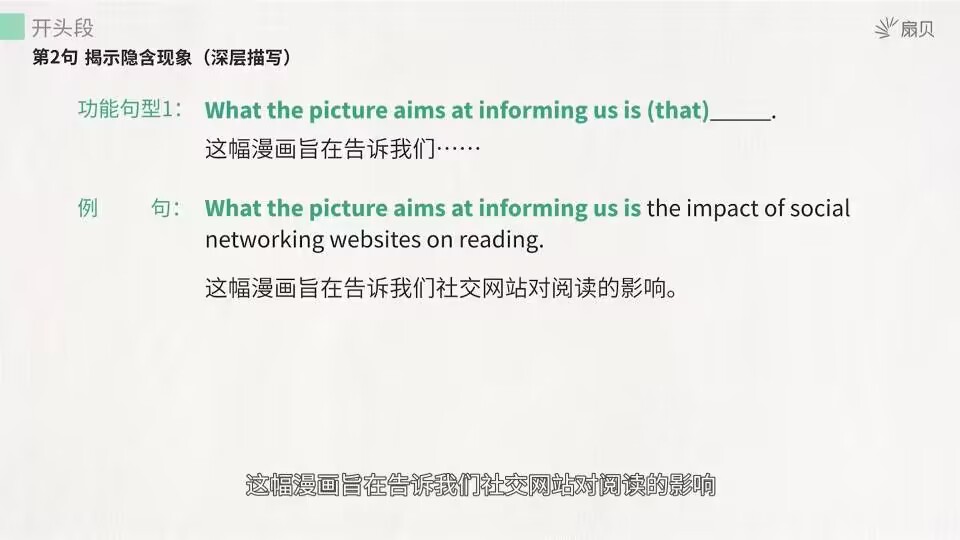 开头段
扇贝
第2句 揭示隐含现象（深层描写）
功能句型1： What the picture aims at informing us is (that)_____.
这幅漫画旨在告诉我们……
例 句： What the picture aims at informing us is the impact of social
networking websites on reading.
这幅漫画旨在告诉我们社交网站对阅读的影响。
这幅漫画旨在告诉我们社交网站对阅读的影响